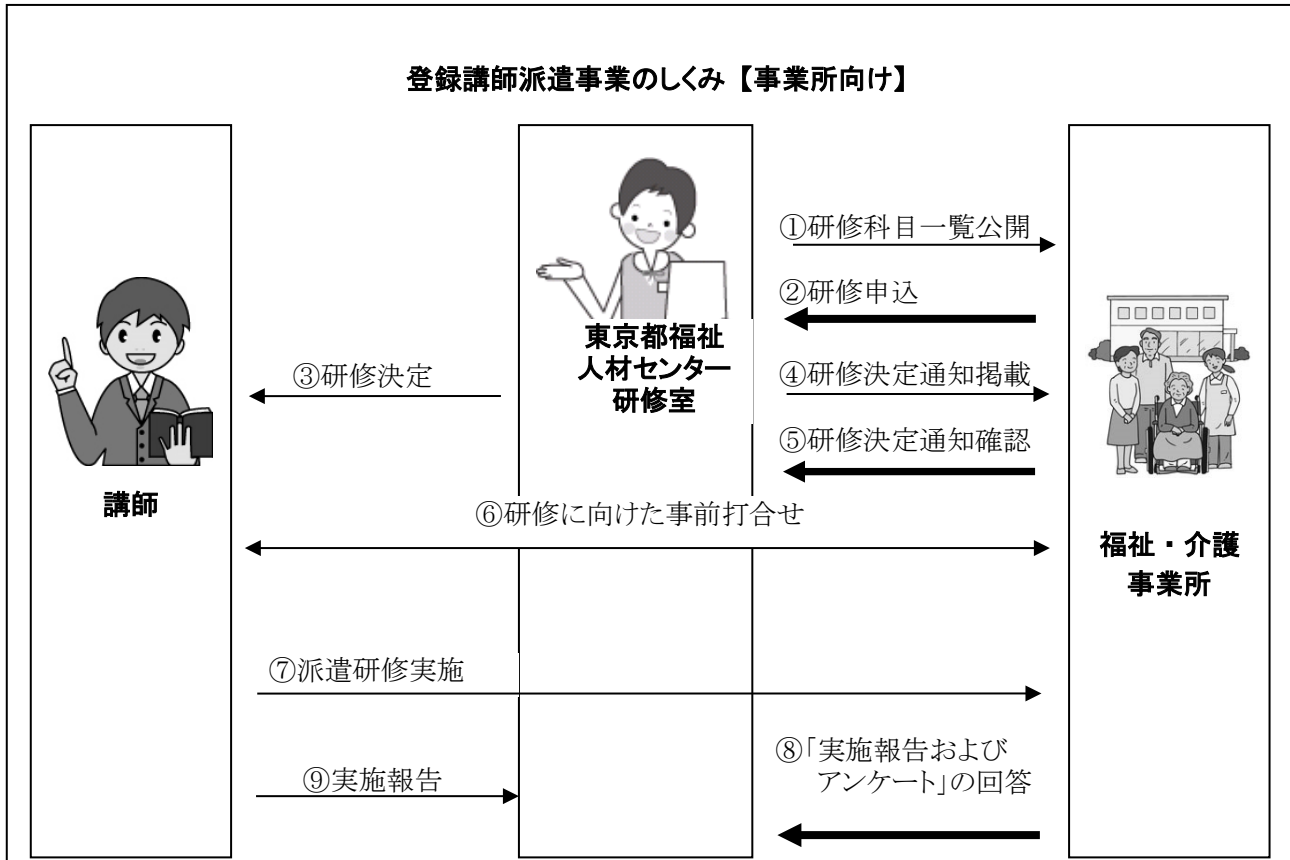 登録講師派遣事業のしくみ【事業所向け】
①研修科目一覧公開
②研修申込
東京都福祉
人材センター
研修室
③研修決定
④研修決定通知掲載
⑤研修決定通知確認
講師
⑥研修に向けた事前打合せ
福祉・介護
事業所
⑦派遣研修実施
⑧「実施報告および
アンケート」の回答
⑨実施報告